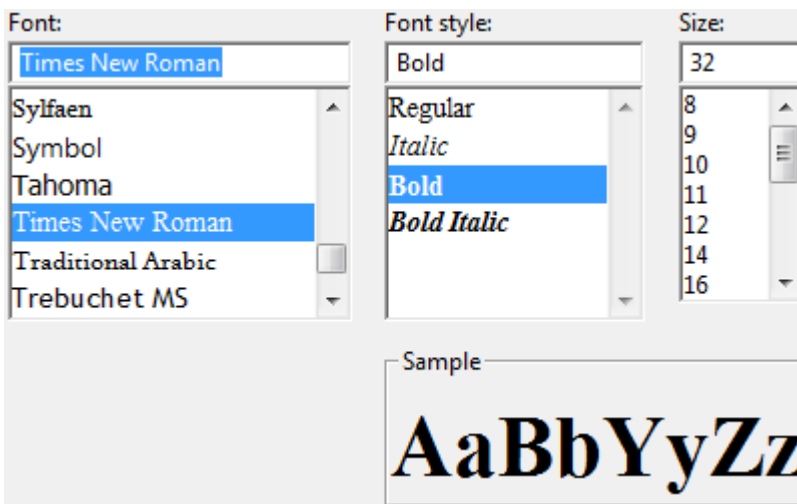 Font:
Times New Roman
Sylfaen
Symbol
Tahoma
Times New Roman
Traditional Arabic
Trebuchet MS
Font style:
Bold
Regular
Italic
Bold
Bold Italic
Size:
32
8
9
10
11
12
14
16
Sample
AaBbYyZz